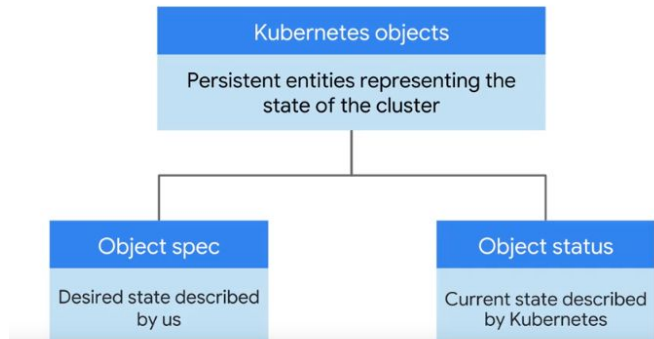 Kubernetes objects
Persistent entities representing the
state of the cluster
Object spec
Desired state described
by us
Object status
Current state described
by Kubernetes